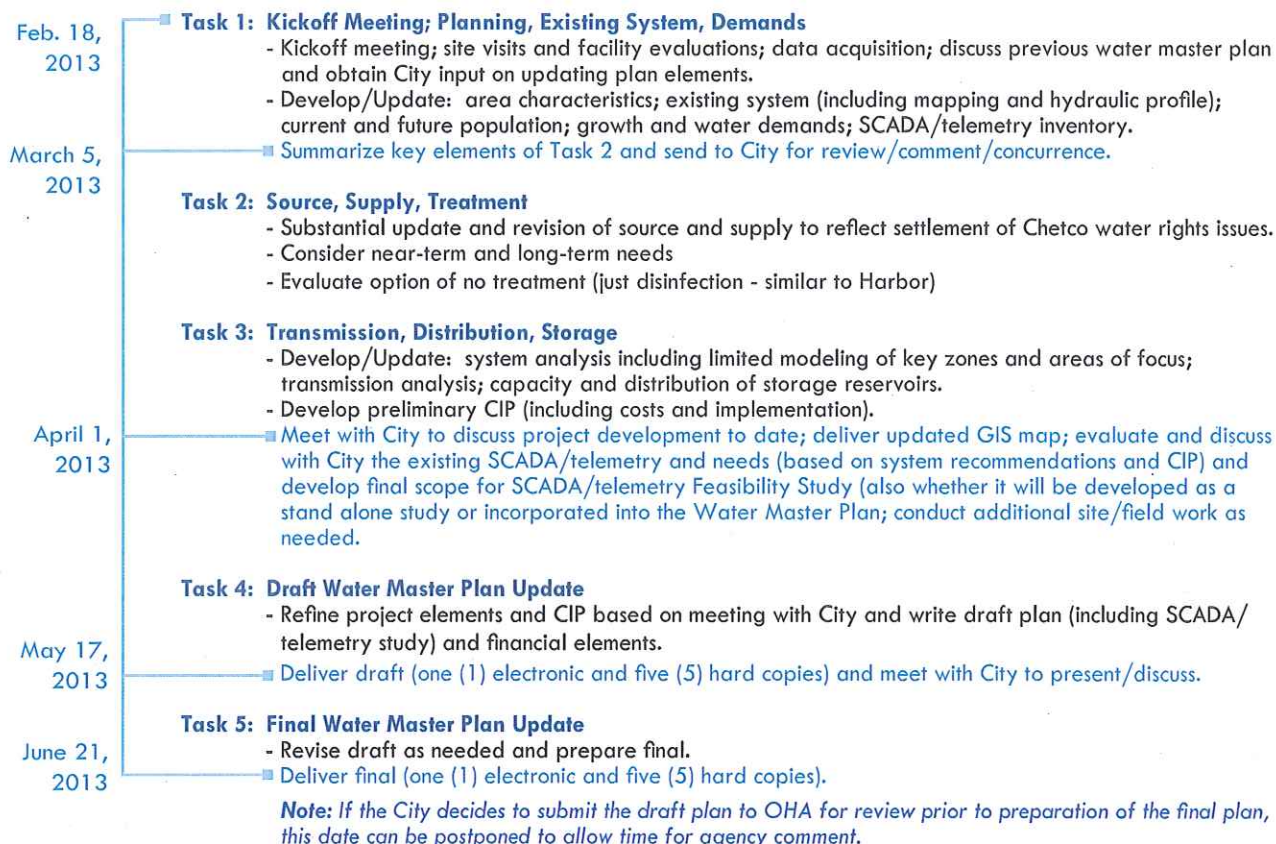 Feb. 18,
2013
Task 1: Kickoff Meeting; Planning, Existing System, Demands
- Kickoff meeting; site visits and facility evaluations; data acquisition; discuss previous water master plan
and obtain City input on updating plan elements.
- Develop/Update: area characteristics; existing system (including mapping and hydraulic profile);
current and future population; growth and water demands; SCADA/telemetry inventory.
March 5,
2013
Summarize key elements of Task 2 and send to City for review/comment/concurrence.
Task 2: Source, Supply, Treatment
- Substantial update and revision of source and supply to reflect settlement of Chetco water rights issues.
- Consider near-term and long-term needs
- Evaluate option of no treatment (just disinfection - similar to Harbor)
Task 3: Transmission, Distribution, Storage
- Develop/Update: system analysis including limited modeling of key zones and areas of focus;
transmission analysis; capacity and distribution of storage reservoirs.
- Develop preliminary CIP (including costs and implementation).
April 1,
2013
Meet with City to discuss project development to date; deliver updated GIS map; evaluate and discuss
with City the existing SCADA/telemetry and needs (based on system recommendations and CIP) and
develop final scope for SCADA/telemetry Feasibility Study (also whether it will be developed as a
stand alone study or incorporated into the Water Master Plan; conduct additional site/field work as
needed.
Task 4: Draft Water Master Plan Update
- Refine project elements and CIP based on meeting with City and write draft plan (including SCADA/
telemetry study) and financial elements.
May 17,
2013
Deliver draft (one (1) electronic and five (5) hard copies) and meet with City to present/discuss.
Task 5: Final Water Master Plan Update
- Revise draft as needed and prepare final.
June 21,
2013
Deliver final (one (1) electronic and five (5) hard copies).
Note: If the City decides to submit the draft plan to OHA for review prior to preparation of the final plan,
this date can be postponed to allow time for agency comment.